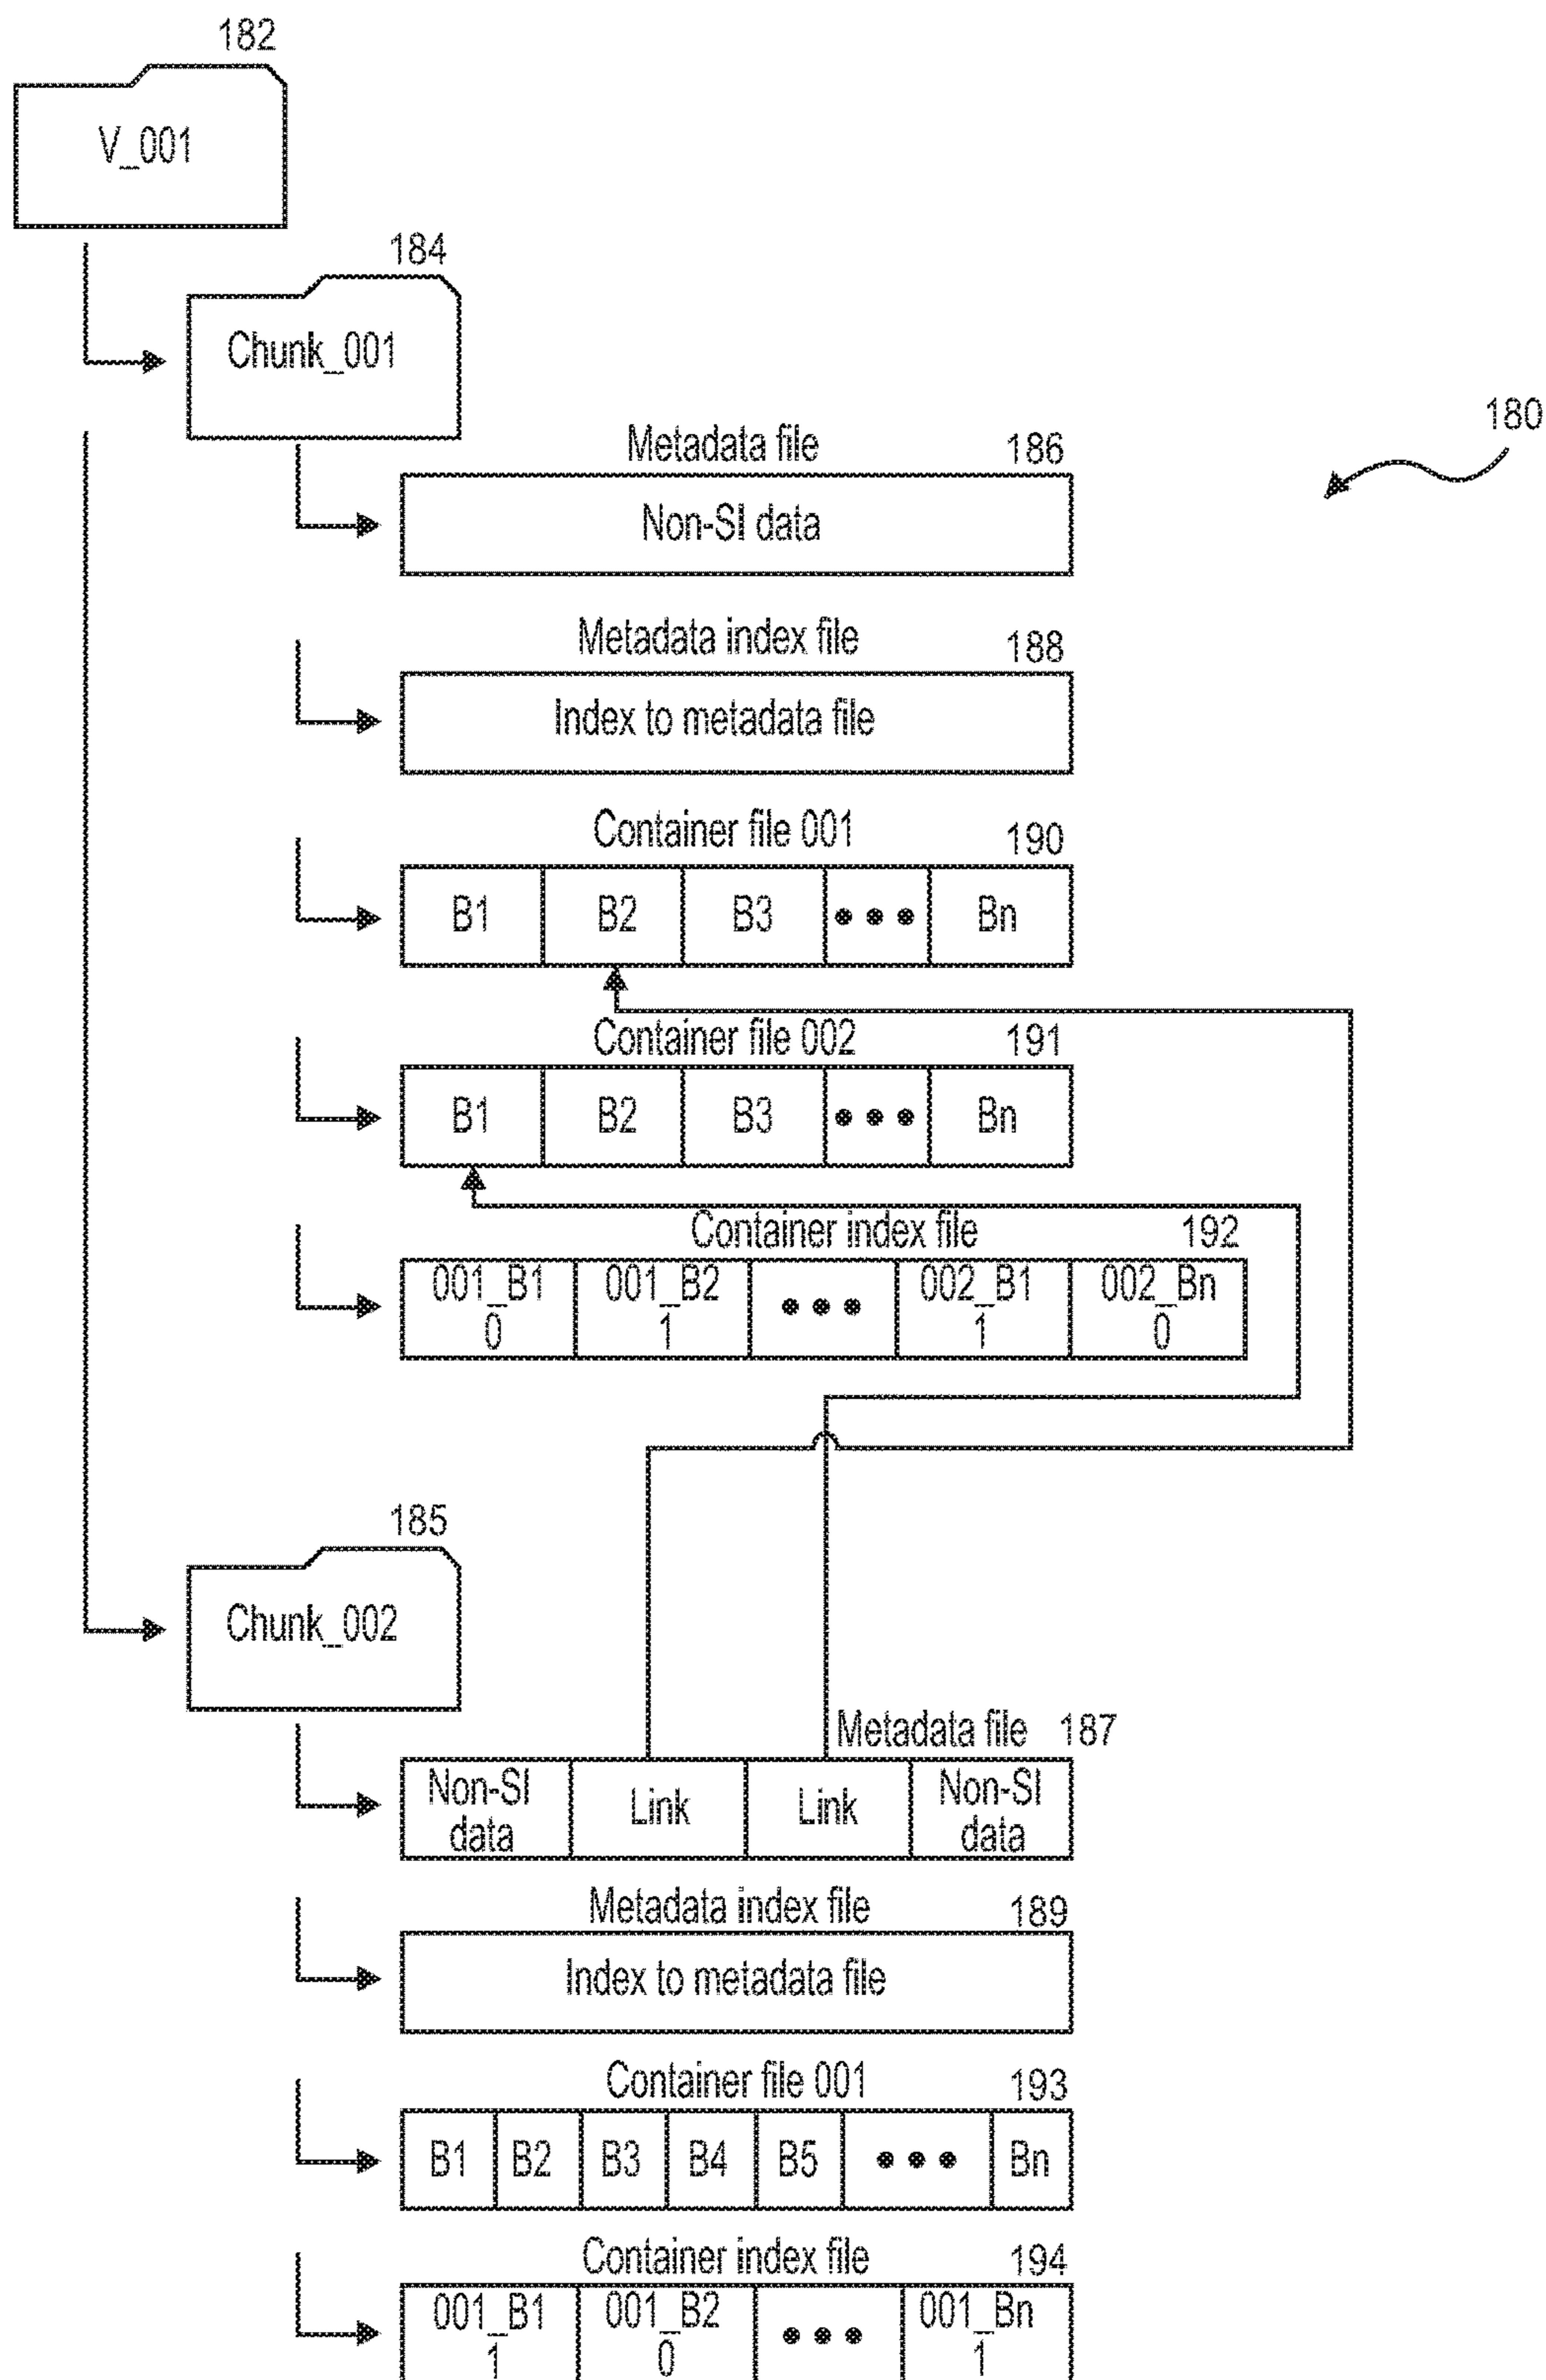 182
V_001
184
Chunk_001
180
Metadata file 186
Non-SI data
Metadata index file 188
Index to metadata file
Container file 001 190
B1 B2 B3 ••• Bn
Container file 002 191
B1 B2 B3 ••• Bn
Container index file 192
001_B1 001_B2 ••• 002_B1 002_Bn
0 1 1 0
185
Chunk_002
Metadata file 187
Non-SI Link Link Non-SI
data data
Metadata index file 189
Index to metadata file
Container file 001 193
B1 B2 B3 B4 B5 ••• Bn
Container index file 194
001_B1 001_B2 ••• 001_Bn
1 0 1